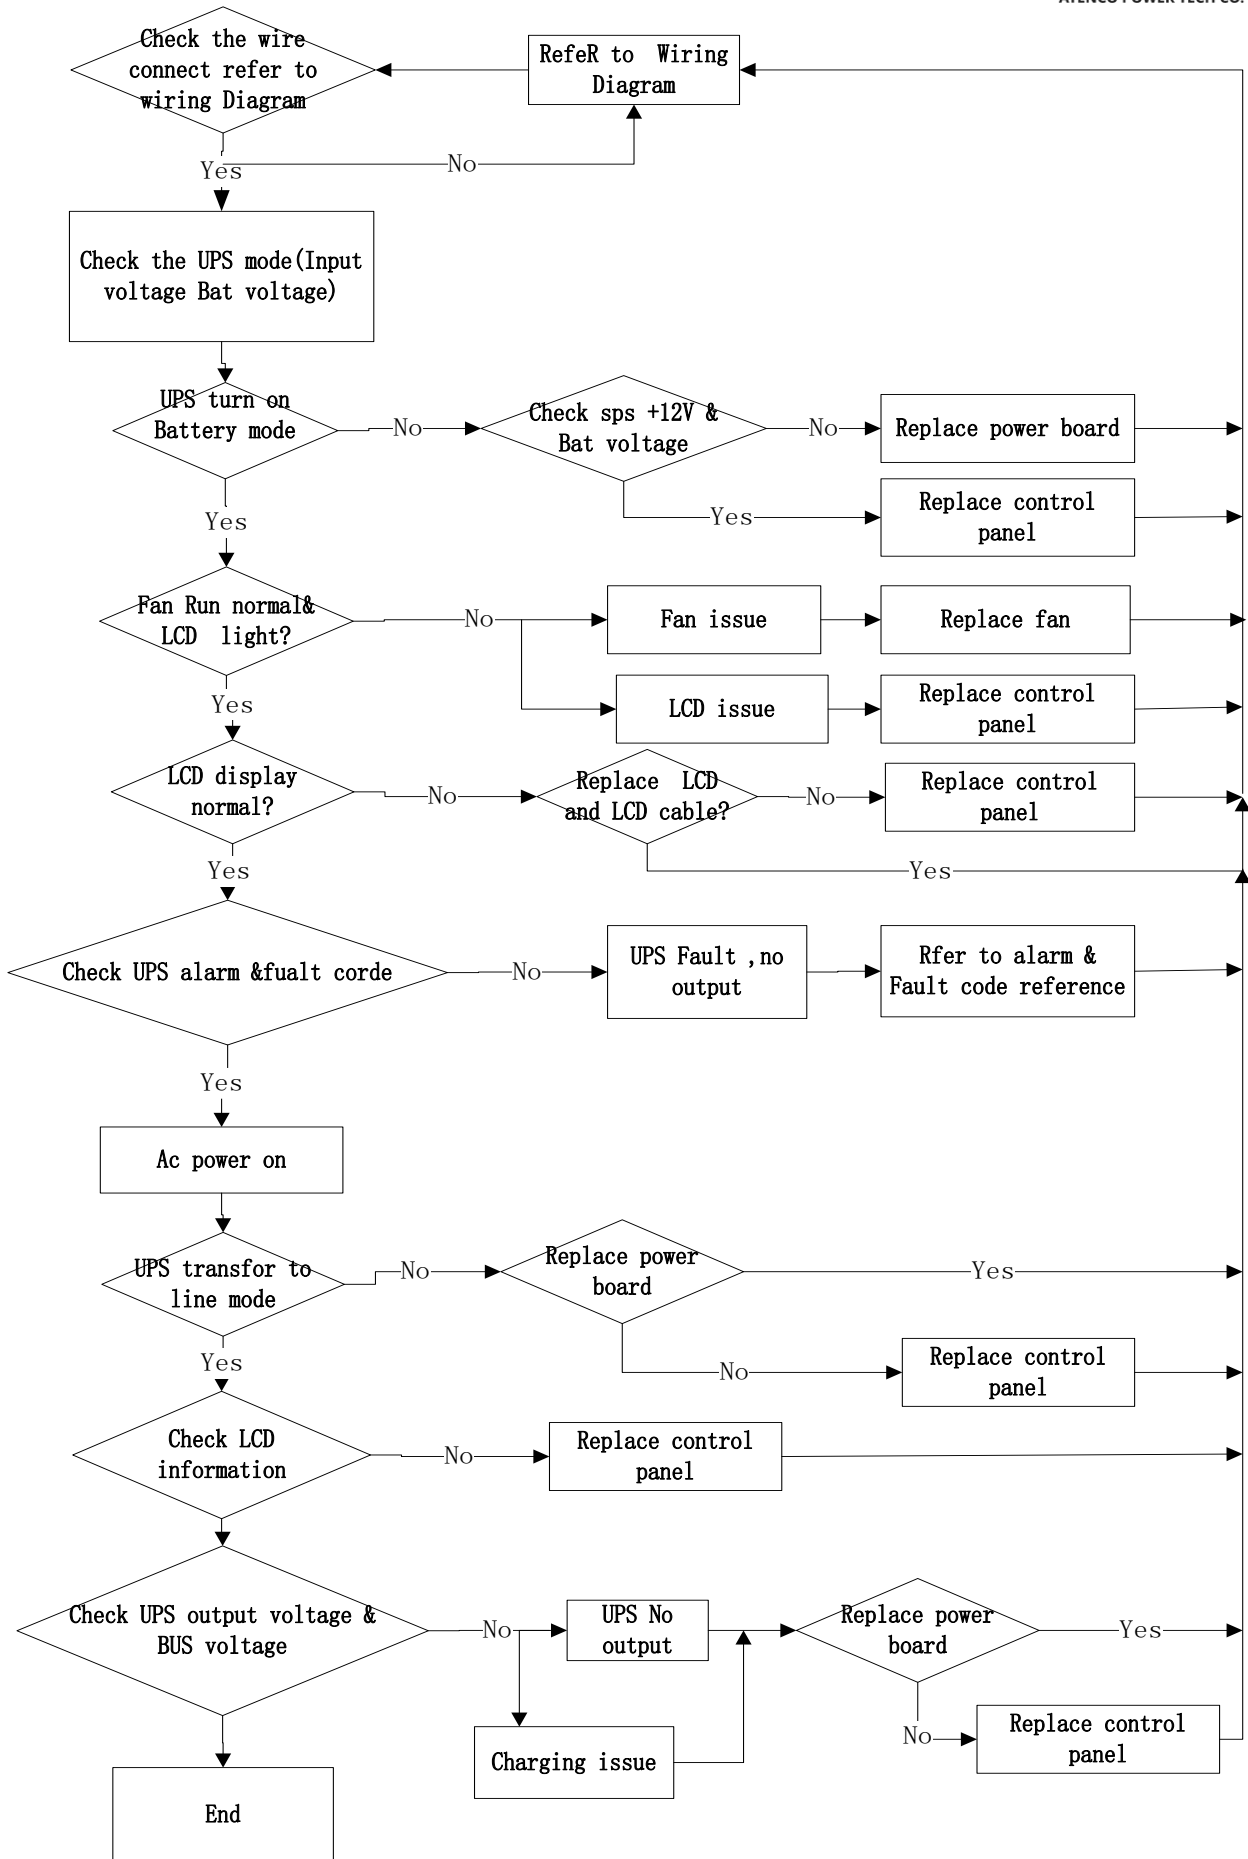 ATENCO POWER TECH CO.
Check the wire
connect refer to
wiring Diagram
RefeR to Wiring
Diagram
Yes
No
Check the UPS mode(Input
voltage Bat voltage)
UPS turn on
Battery mode
No
Check sps +12V &
Bat voltage
No
Replace power board
Yes
Yes
Replace control
panel
Fan Run normal&
LCD light?
No
Fan issue
Replace fan
Yes
LCD issue
Replace control
panel
LCD display
normal?
No
Replace LCD
and LCD cable?
No
Replace control
panel
Yes
Yes
Check UPS alarm &fualt corde
No
UPS Fault ,no
output
Rfer to alarm &
Fault code reference
Yes
Ac power on
UPS transfor to
line mode
No
Replace power
board
Yes
Yes
No
Replace control
panel
Check LCD
information
No
Replace control
panel
Check UPS output voltage &
BUS voltage
No
UPS No
output
Replace power
board
Yes
Charging issue
No
Replace control
panel
End